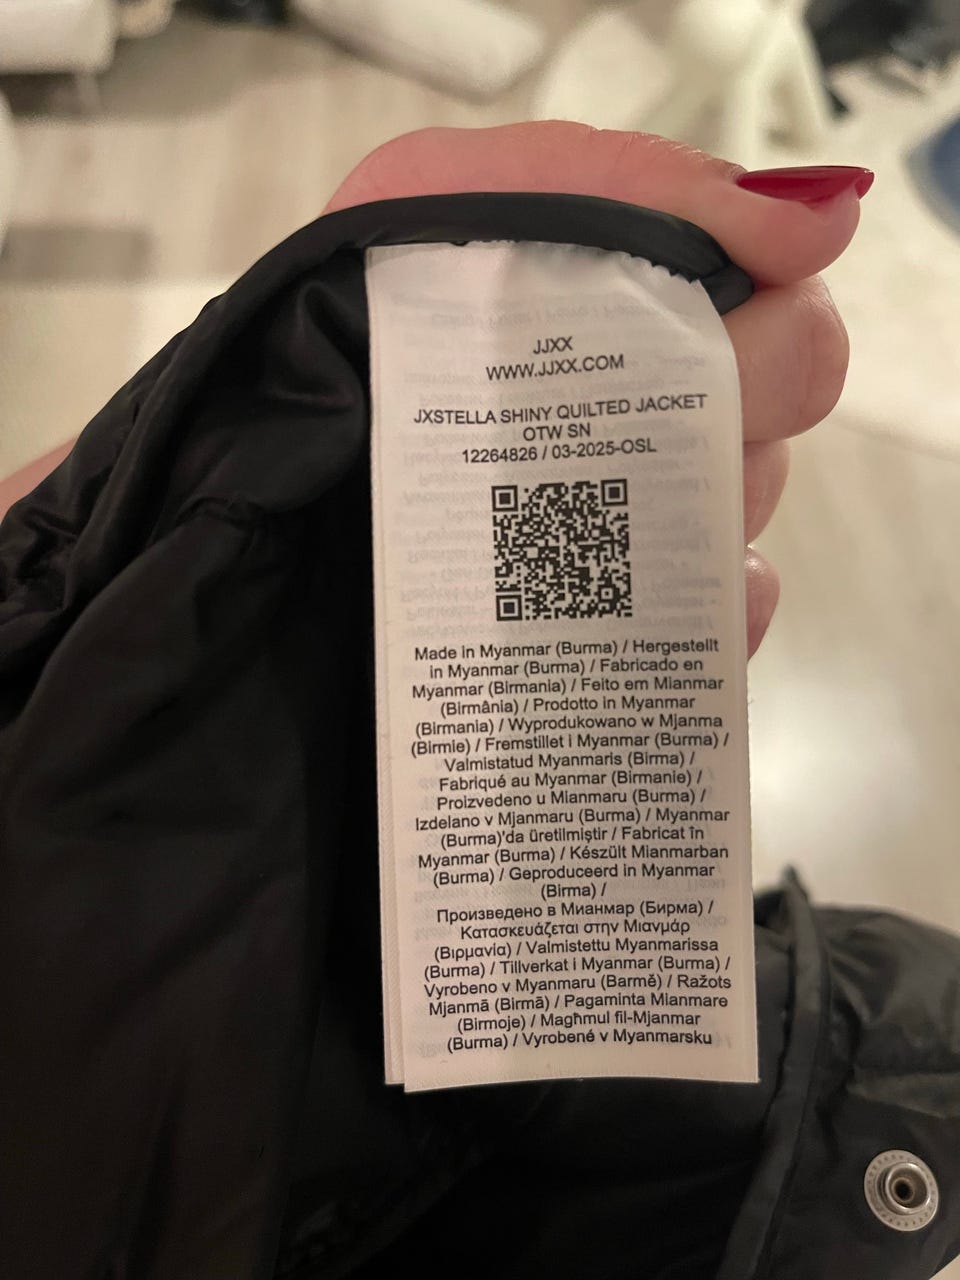 JJXX
WWW.JJXX.COM
JXSTELLA SHINY QUILTED JACKET
OTW SN
12264826 / 03-2025-OSL
Made in Myanmar (Burma) / Hergestellt
in Myanmar (Burma) / Fabricado en
Myanmar (Birmania) / Feito em Mianmar
(Birmânia) / Prodotto in Myanmar
(Birmania) / Wyprodukowano w Mjanma
(Birmie) / Fremstillet i Myanmar (Burma) /
Valmistatud Myanmaris (Birma) /
Fabriqué au Myanmar (Birmanie) /
Proizvedeno u Mianmaru (Burma) /
Izdelano v Mjanmaru (Burma) / Myanmar
(Burma)'da üretilmiştir / Fabricat în
Myanmar (Burma) / Készült Mianmarban
(Burma) / Geproduceerd in Myanmar
(Birma) /
Произведено в Мианмар (Бирма) /
Κατασκευάζεται στην Μιανμάρ
(Βιρμανία) / Valmistettu Myanmarissa
(Burma) / Tillverkat i Myanmar (Burma) /
Vyrobeno v Myanmaru (Barmě) / Ražots
Mjanmā (Birmā) / Pagaminta Mianmare
(Birmoje) / Magħmul fil-Mjanmar
(Burma) / Vyrobené v Myanmarsku